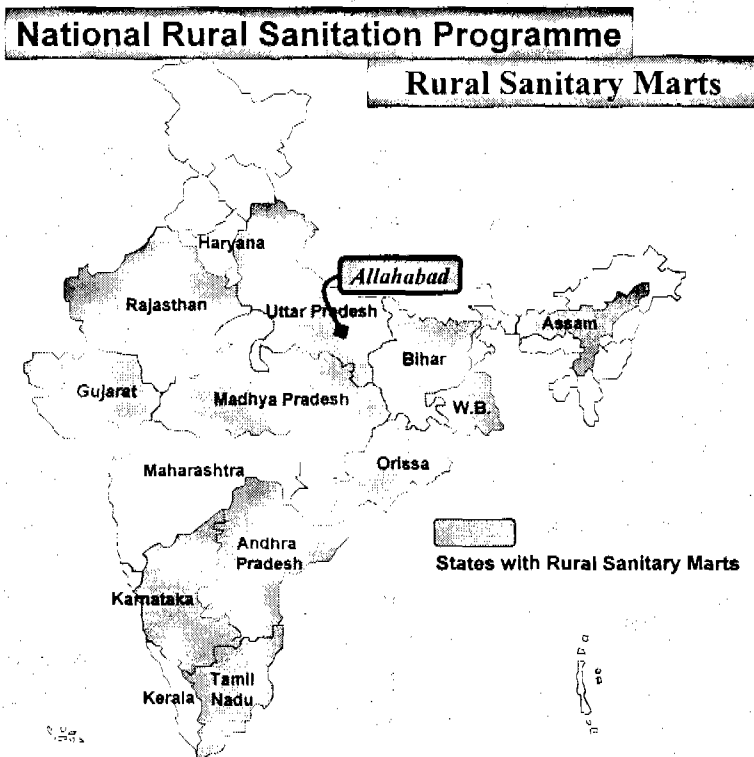 National Rural Sanitation Programme
Rural Sanitary Marts
Haryana
Allahabad
Rajasthan
Uttar Pradesh
Assam
Bihar
Gujarat
Madhya Pradesh
W.B.
Maharashtra
Orissa
Andhra
Pradesh
States with Rural Sanitary Marts
Karnataka
Kerala
Tamil
Nadu